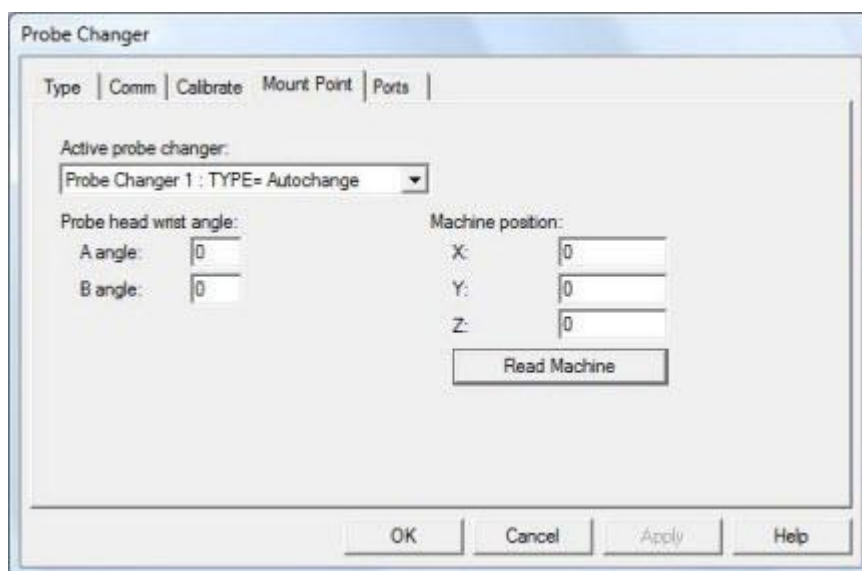 Probe Changer
Type Comm Calibrate Mount Point Ports
Active probe changer:
Probe Changer 1 : TYPE= Autochange
Probe head wrist angle: Machine position:
A angle: 0 X: 0
B angle: 0 Y: 0
Z: 0
Read Machine
OK Cancel Apply Help